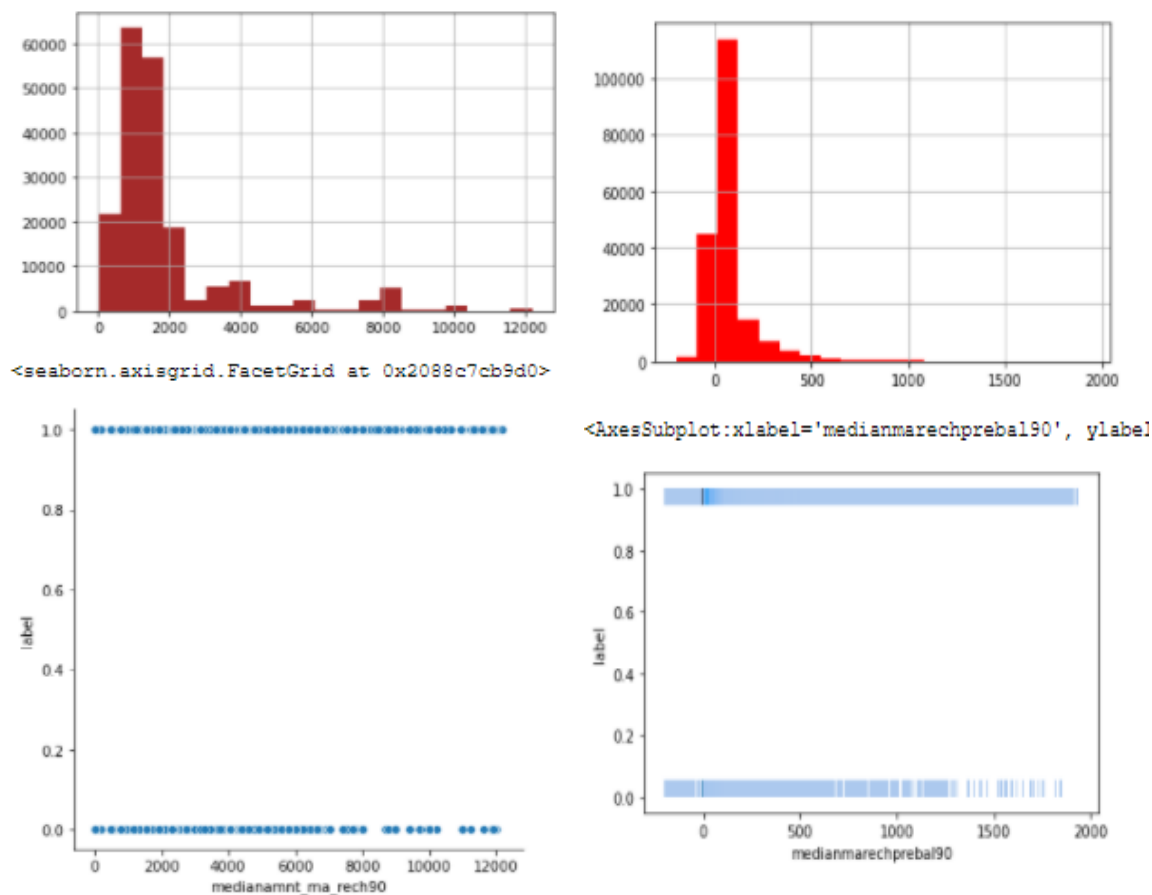 60000
50000
40000
30000
20000
10000
0
0 2000 4000 6000 8000 10000 12000
100000
80000
60000
40000
20000
0
0 500 1000 1500 2000
<seaborn.axisgrid.FacetGrid at 0x2088c7cb9d0>
<AxesSubplot:xlabel='medianmarechprebal90', ylabel
1.0
0.8
0.6
0.4
0.2
0.0
label
0 2000 4000 6000 8000 10000 12000
medianamnt_ma_rech90
1.0
0.8
0.6
0.4
0.2
0.0
label
0 500 1000 1500 2000
medianmarechprebal90